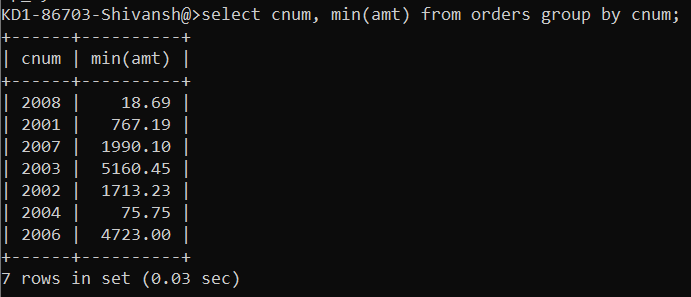 KD1-86703-Shivansh@>select cnum, min(amt) from orders group by cnum;
+------+----------+
| cnum | min(amt) |
+------+----------+
| 2008 |    18.69 |
| 2001 |   767.19 |
| 2007 |  1990.10 |
| 2003 |  5160.45 |
| 2002 |  1713.23 |
| 2004 |    75.75 |
| 2006 |  4723.00 |
+------+----------+
7 rows in set (0.03 sec)